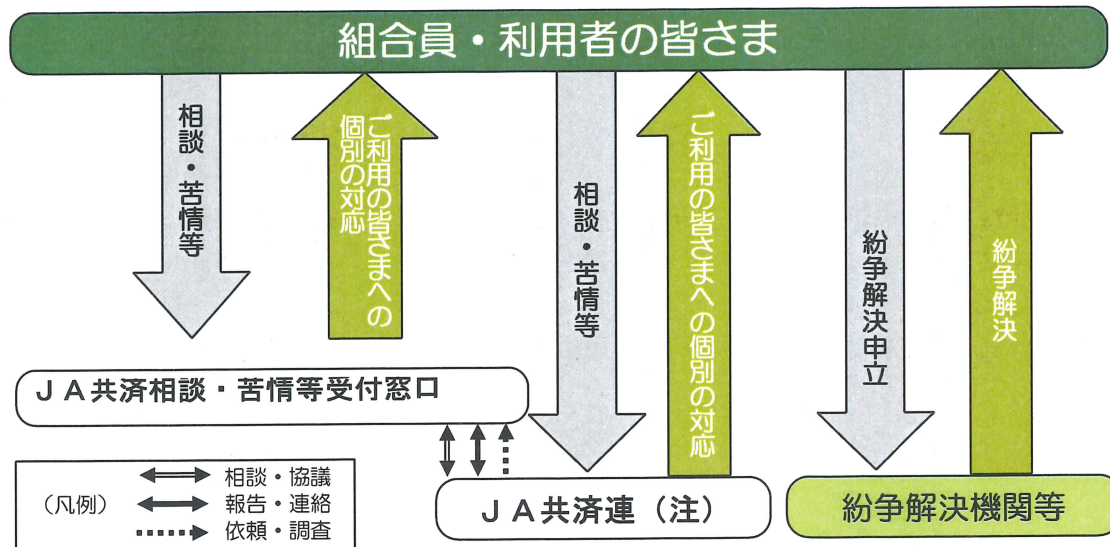 組合員・利用者の皆さま
相談・苦情等
ご利用の皆さまへの
個別の対応
相談・苦情等
ご利用の皆さまへの個別の対応
紛争解決申立
紛争解決
ＪＡ共済相談・苦情等受付窓口
(凡例)
相談・協議
報告・連絡
依頼・調査
ＪＡ共済連（注）
紛争解決機関等